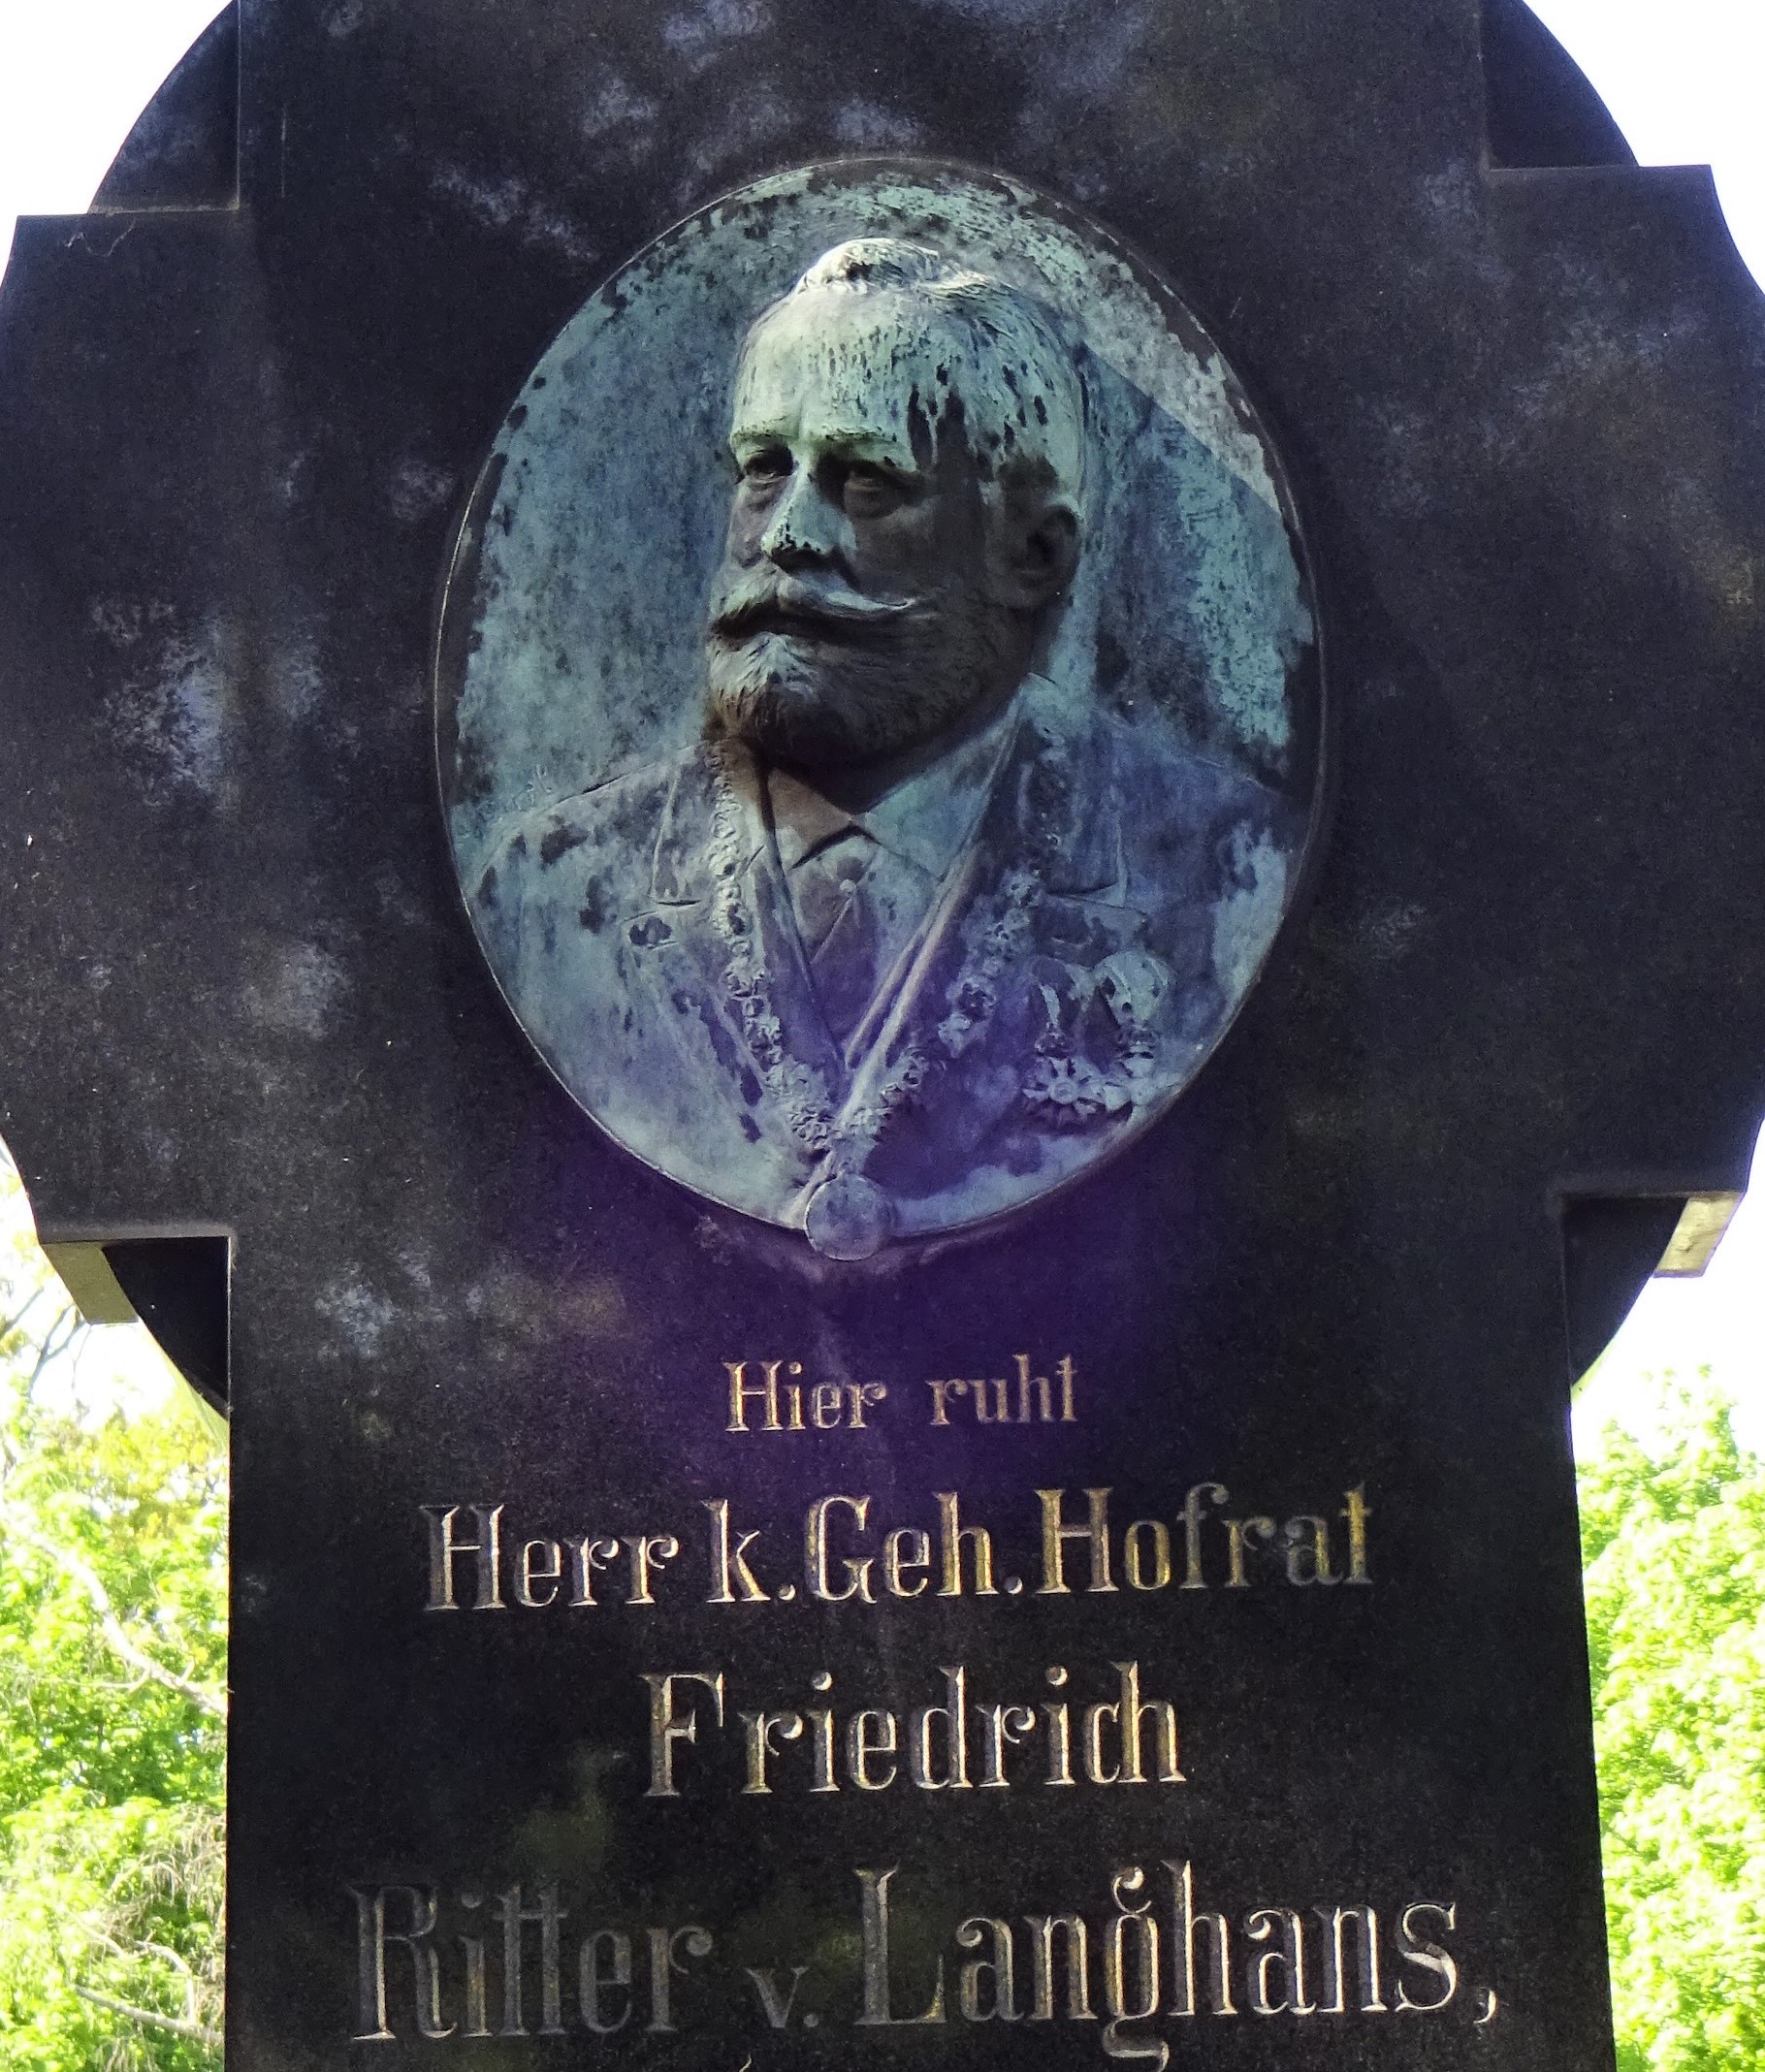 Hier ruht
Herr k. Geh. Hofrat
Friedrich
Ritter v. Langhans,